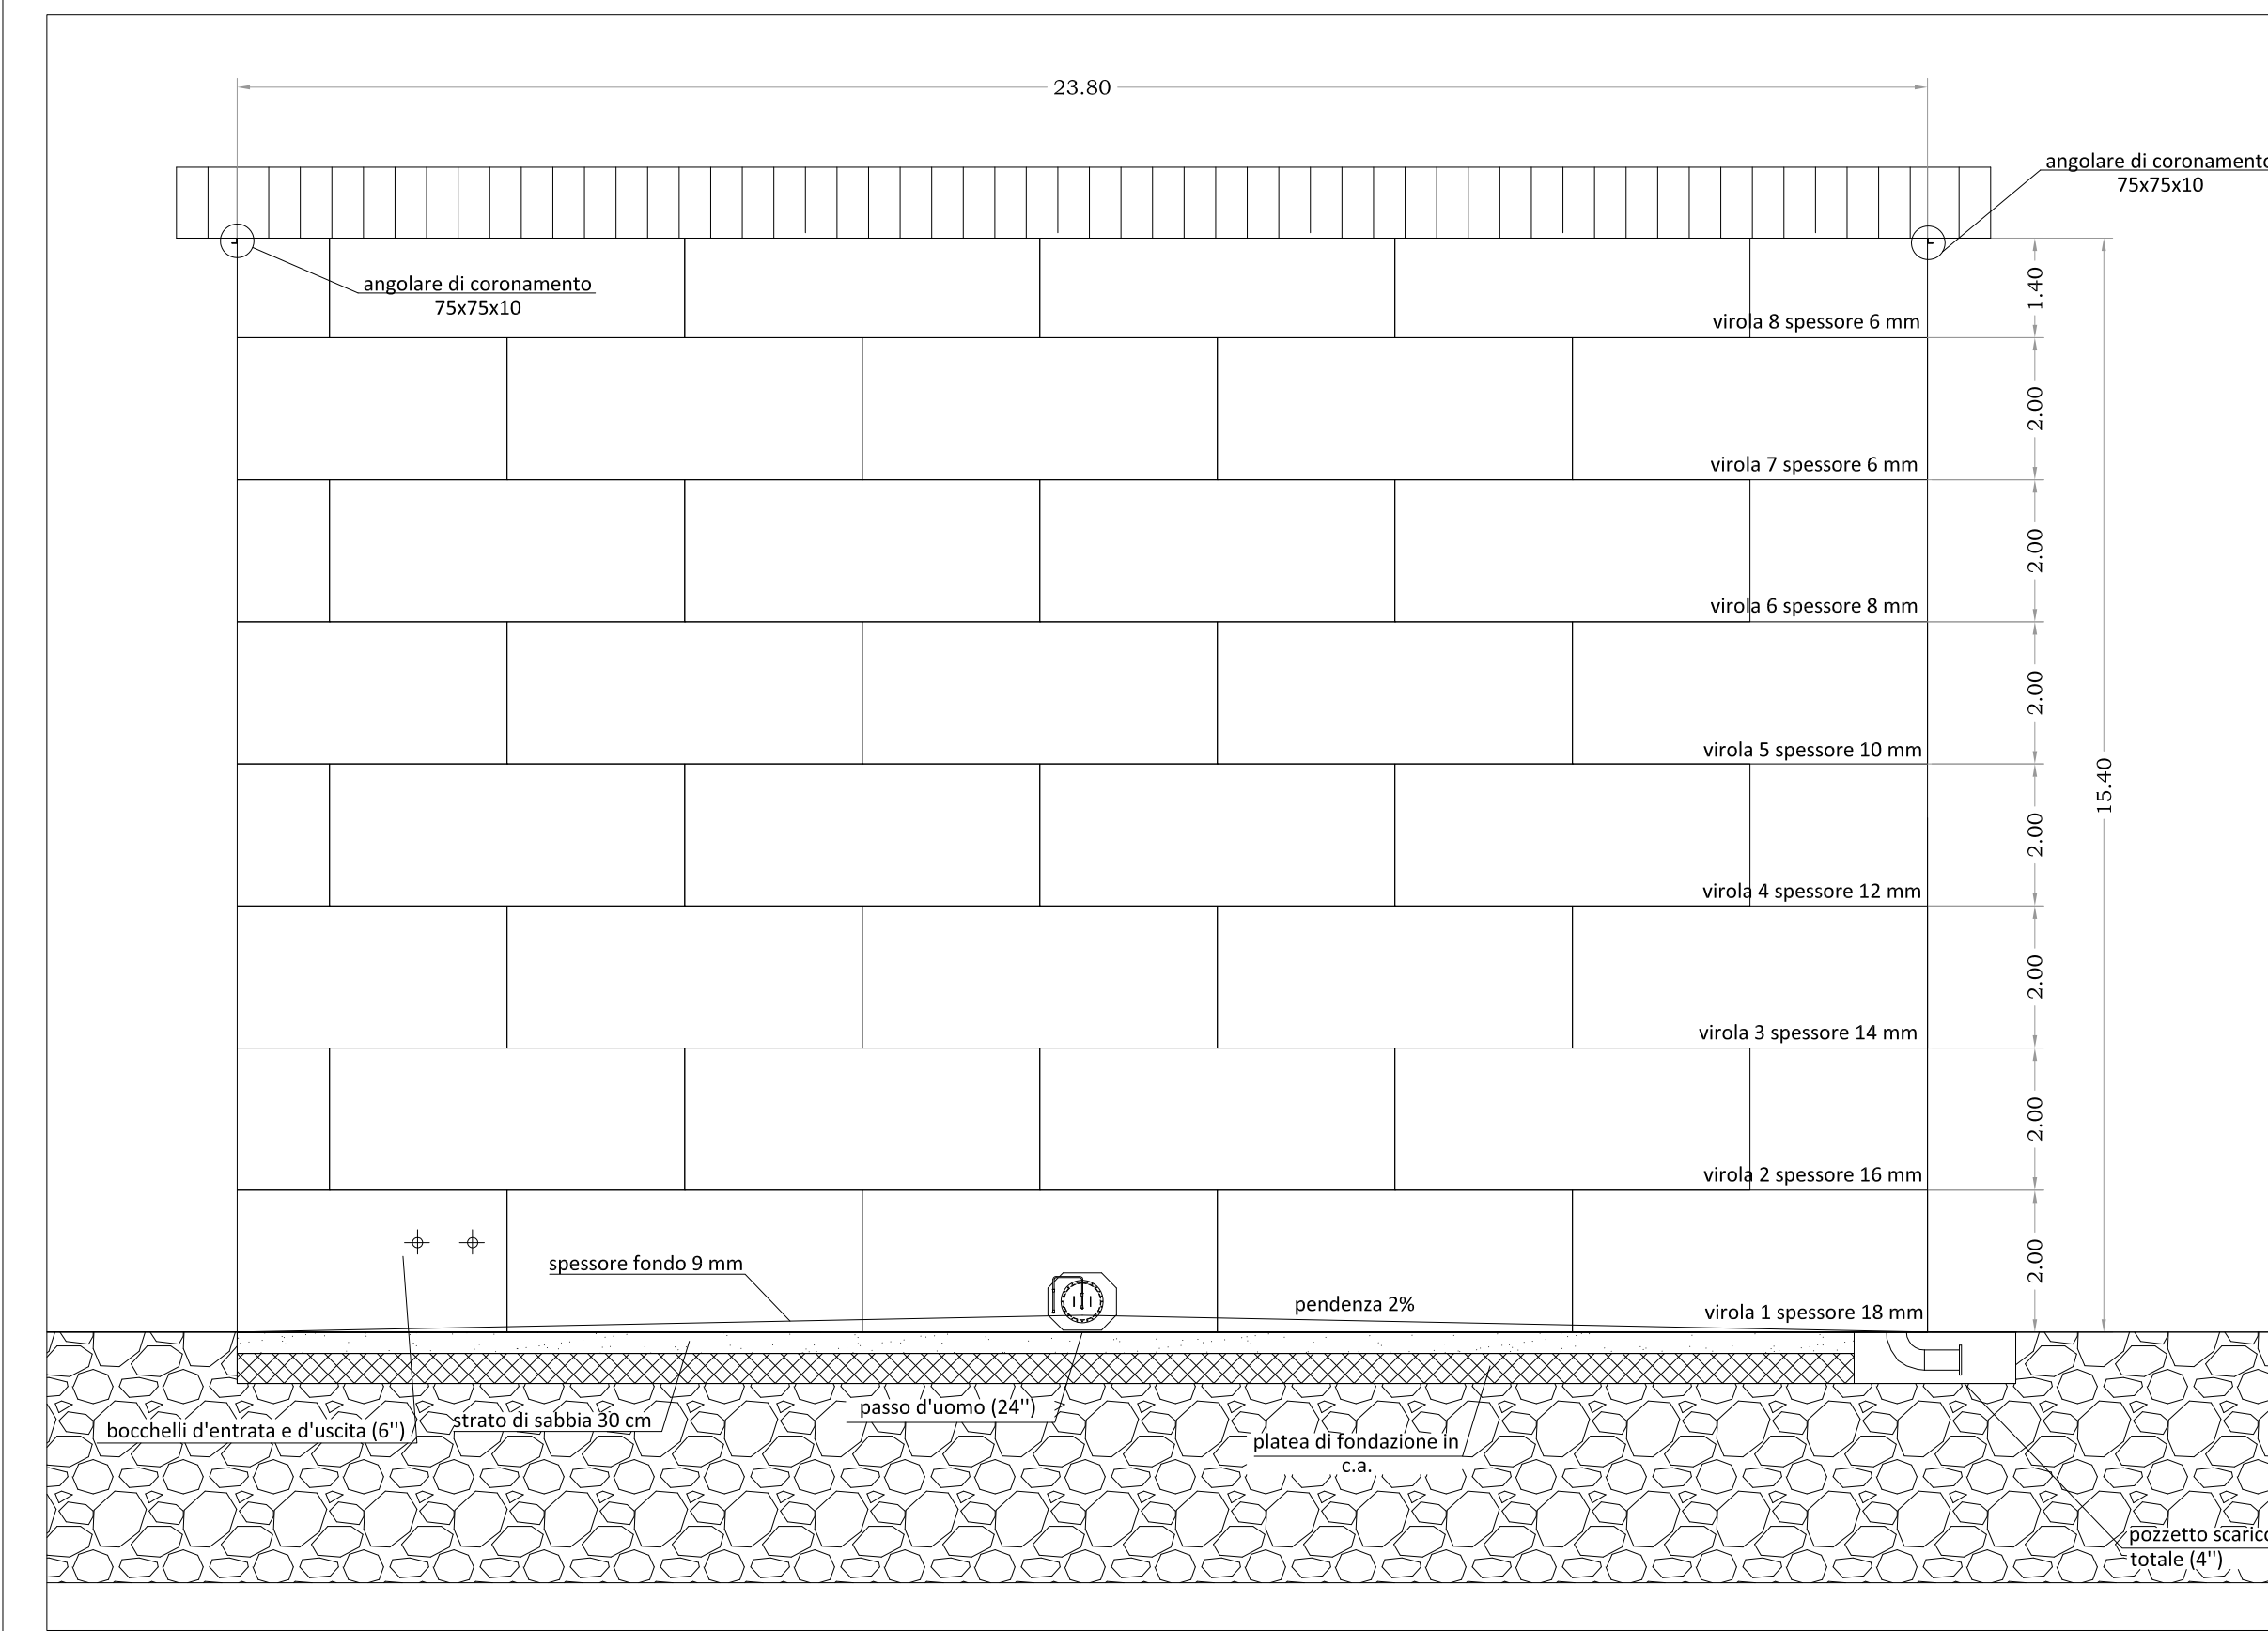 23.80
angolare di coronamento
75x75x10
angolare di coronamento
75x75x10
1.40
virola 8 spessore 6 mm
2.00
virola 7 spessore 6 mm
2.00
virola 6 spessore 8 mm
2.00
virola 5 spessore 10 mm
15.40
2.00
virola 4 spessore 12 mm
2.00
virola 3 spessore 14 mm
2.00
virola 2 spessore 16 mm
2.00
spessore fondo 9 mm
pendenza 2%
virola 1 spessore 18 mm
bocchelli d'entrata e d'uscita (6'')
strato di sabbia 30 cm
passo d'uomo (24'')
platea di fondazione in
c.a.
pozzetto scarico
totale (4'')